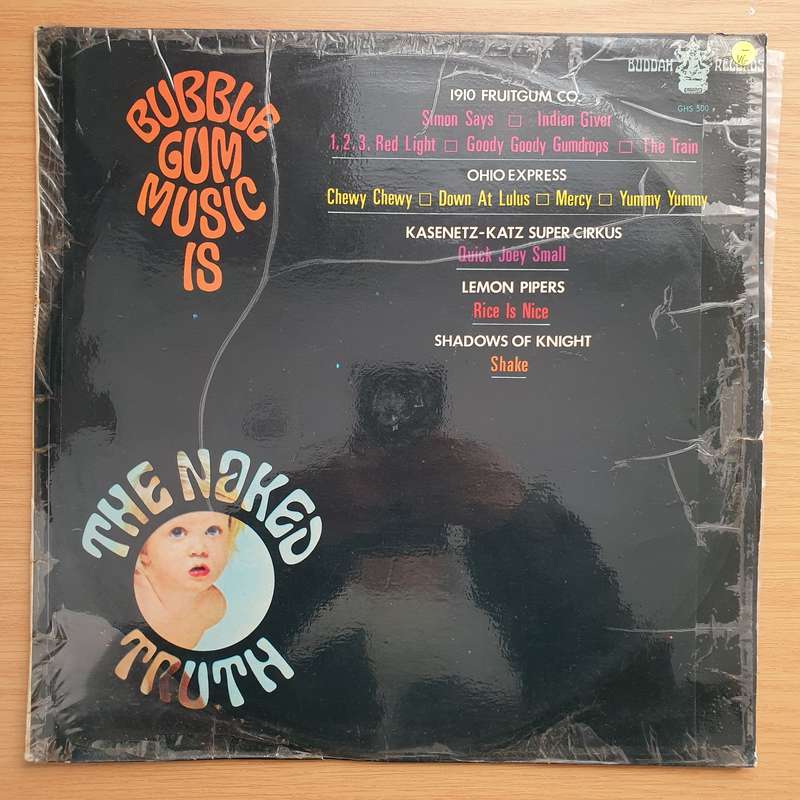 BUBBLE
GUM
MUSIC
IS
BUDDAH RECORDS
GHS 500
1910 FRUITGUM CO.
Simon Says □ Indian Giver
1, 2, 3, Red Light □ Goody Goody Gumdrops □ The Train
OHIO EXPRESS
Chewy Chewy □ Down At Lulus □ Mercy □ Yummy Yummy
KASENETZ-KATZ SUPER CIRKUS
Quick Joey Small
LEMON PIPERS
Rice Is Nice
SHADOWS OF KNIGHT
Shake
THE NAKED
TRUTH